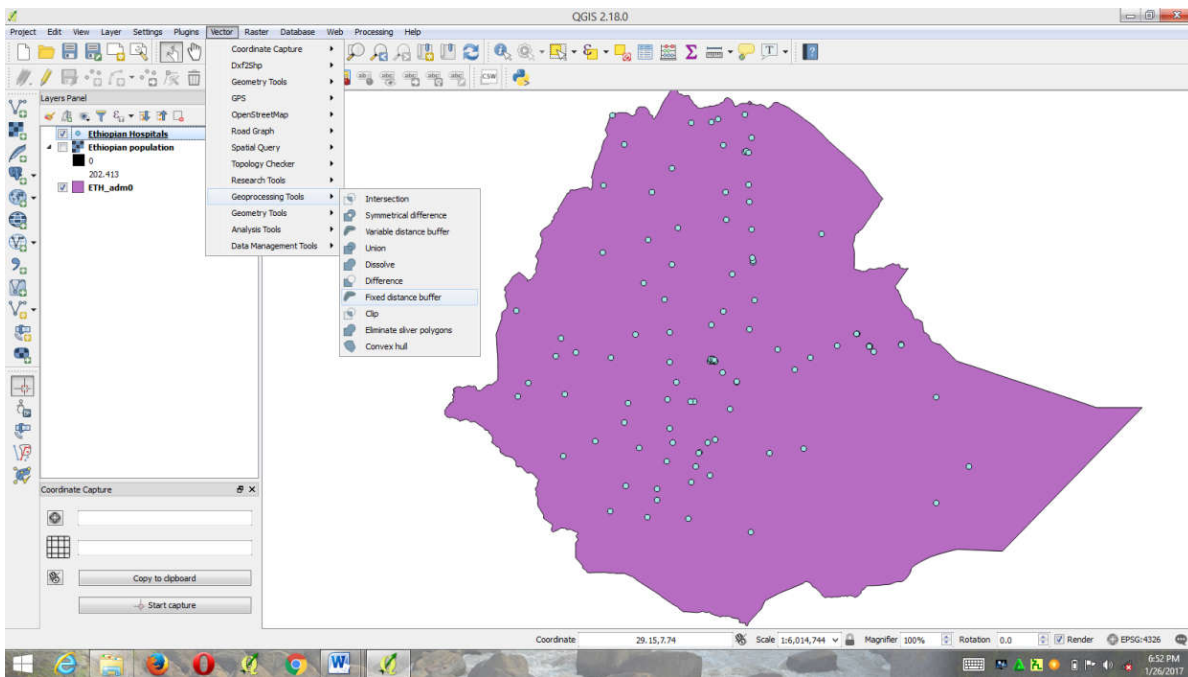 QGIS 2.18.0
Project Edit View Layer Settings Plugins Vector Raster Database Web Processing Help
Coordinate Capture
Dxf2Shp
Geometry Tools
GPS
OpenStreetMap
Road Graph
Spatial Query
Topology Checker
Research Tools
Geoprocessing Tools
Geometry Tools
Analysis Tools
Data Management Tools
Intersection
Symmetrical difference
Variable distance buffer
Union
Dissolve
Difference
Fixed distance buffer
Clip
Eliminate sliver polygons
Convex hull
CSW
Layers Panel
Ethiopian Hospitals
Ethiopian population
0
202.413
ETH_adm0
Coordinate Capture
Copy to clipboard
Start capture
Coordinate 29.15,7.74 Scale 1:6,014,744 Magnifier 100% Rotation 0.0 Render EPSG:4326
6:52 PM
1/26/2017